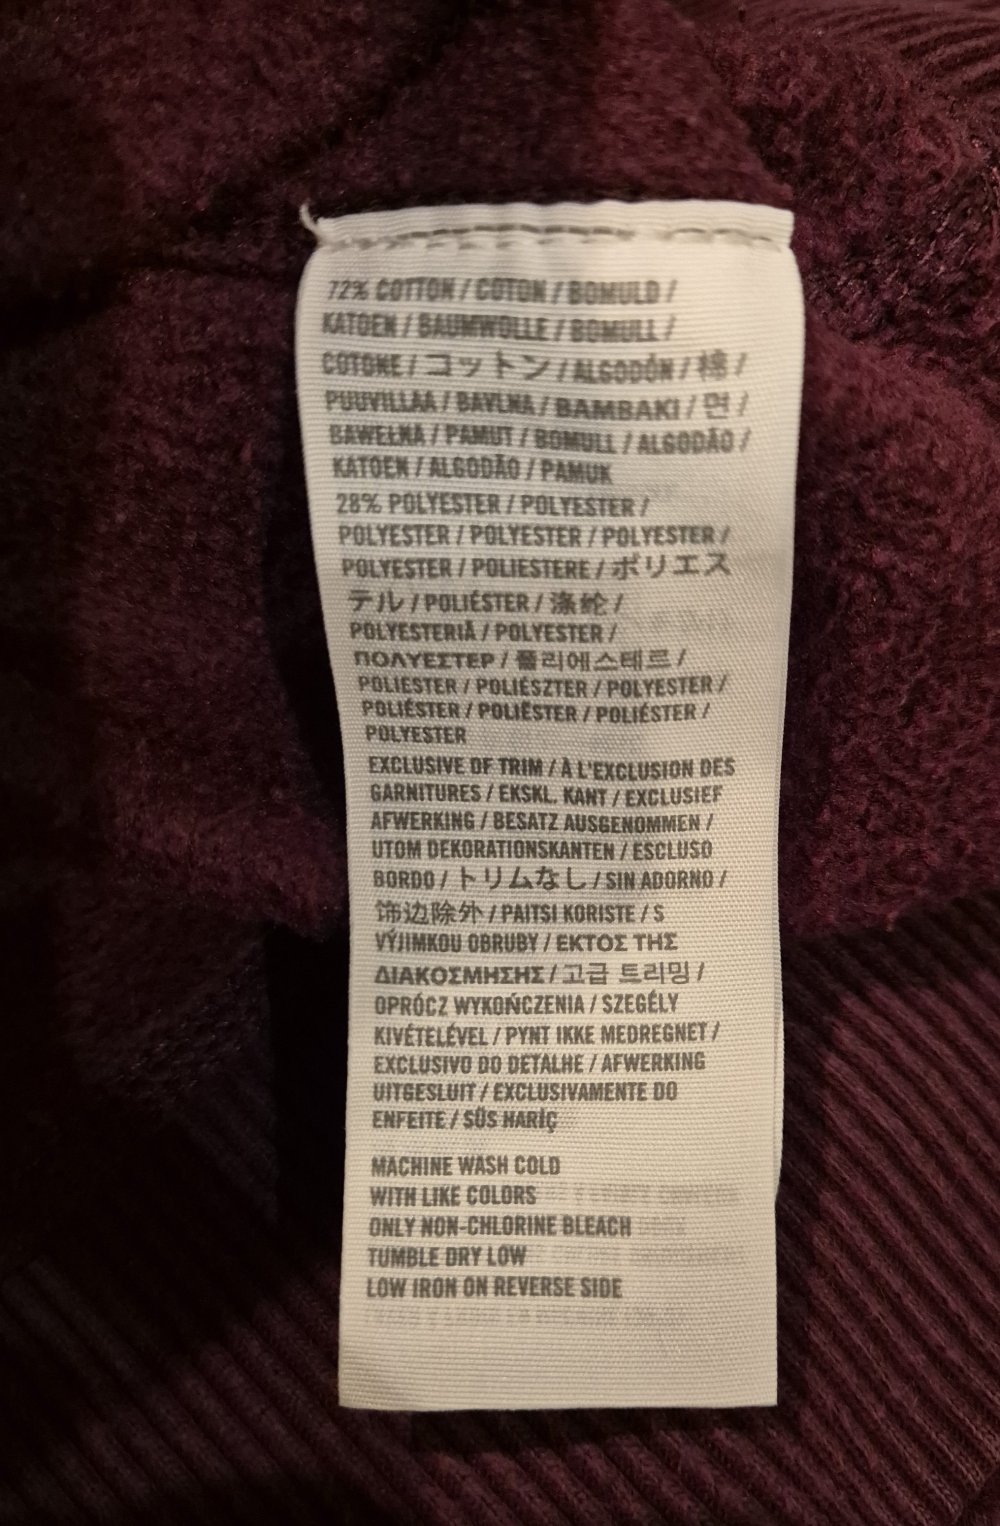 72% COTTON / COTON / BOMULD /
KATOEN / BAUMWOLLE / BOMULL /
COTONE / コットン / ALGODÓN / 棉 /
PUUVILLAA / BAVLNA / BAMBAKI / 면 /
BAWEŁNA / PAMUT / BOMULL / ALGODÃO /
KATOEN / ALGODÃO / PAMUK
28% POLYESTER / POLYESTER /
POLYESTER / POLYESTER / POLYESTER /
POLYESTER / POLIESTERE / ポリエス
テル / POLIÉSTER / 涤纶 /
POLYESTERIÄ / POLYESTER /
ΠΟΛΥΕΣΤΕΡ / 폴리에스테르 /
POLIESTER / POLIÉSZTER / POLYESTER /
POLIÉSTER / POLIËSTER / POLIÉSTER /
POLYESTER
EXCLUSIVE OF TRIM / À L'EXCLUSION DES
GARNITURES / EKSKL. KANT / EXCLUSIEF
AFWERKING / BESATZ AUSGENOMMEN /
UTOM DEKORATIONSKANTEN / ESCLUSO
BORDO / トリムなし / SIN ADORNO /
饰边除外 / PAITSI KORISTE / S
VÝJIMKOU OBRUBY / ΕΚΤΟΣ ΤΗΣ
ΔΙΑΚΟΣΜΗΣΗΣ / 고급 트리밍 /
OPRÓCZ WYKOŃCZENIA / SZEGÉLY
KIVÉTELÉVEL / PYNT IKKE MEDREGNET /
EXCLUSIVO DO DETALHE / AFWERKING
UITGESLUIT / EXCLUSIVAMENTE DO
ENFEITE / SÜS HARİÇ
MACHINE WASH COLD
WITH LIKE COLORS
ONLY NON-CHLORINE BLEACH
TUMBLE DRY LOW
LOW IRON ON REVERSE SIDE